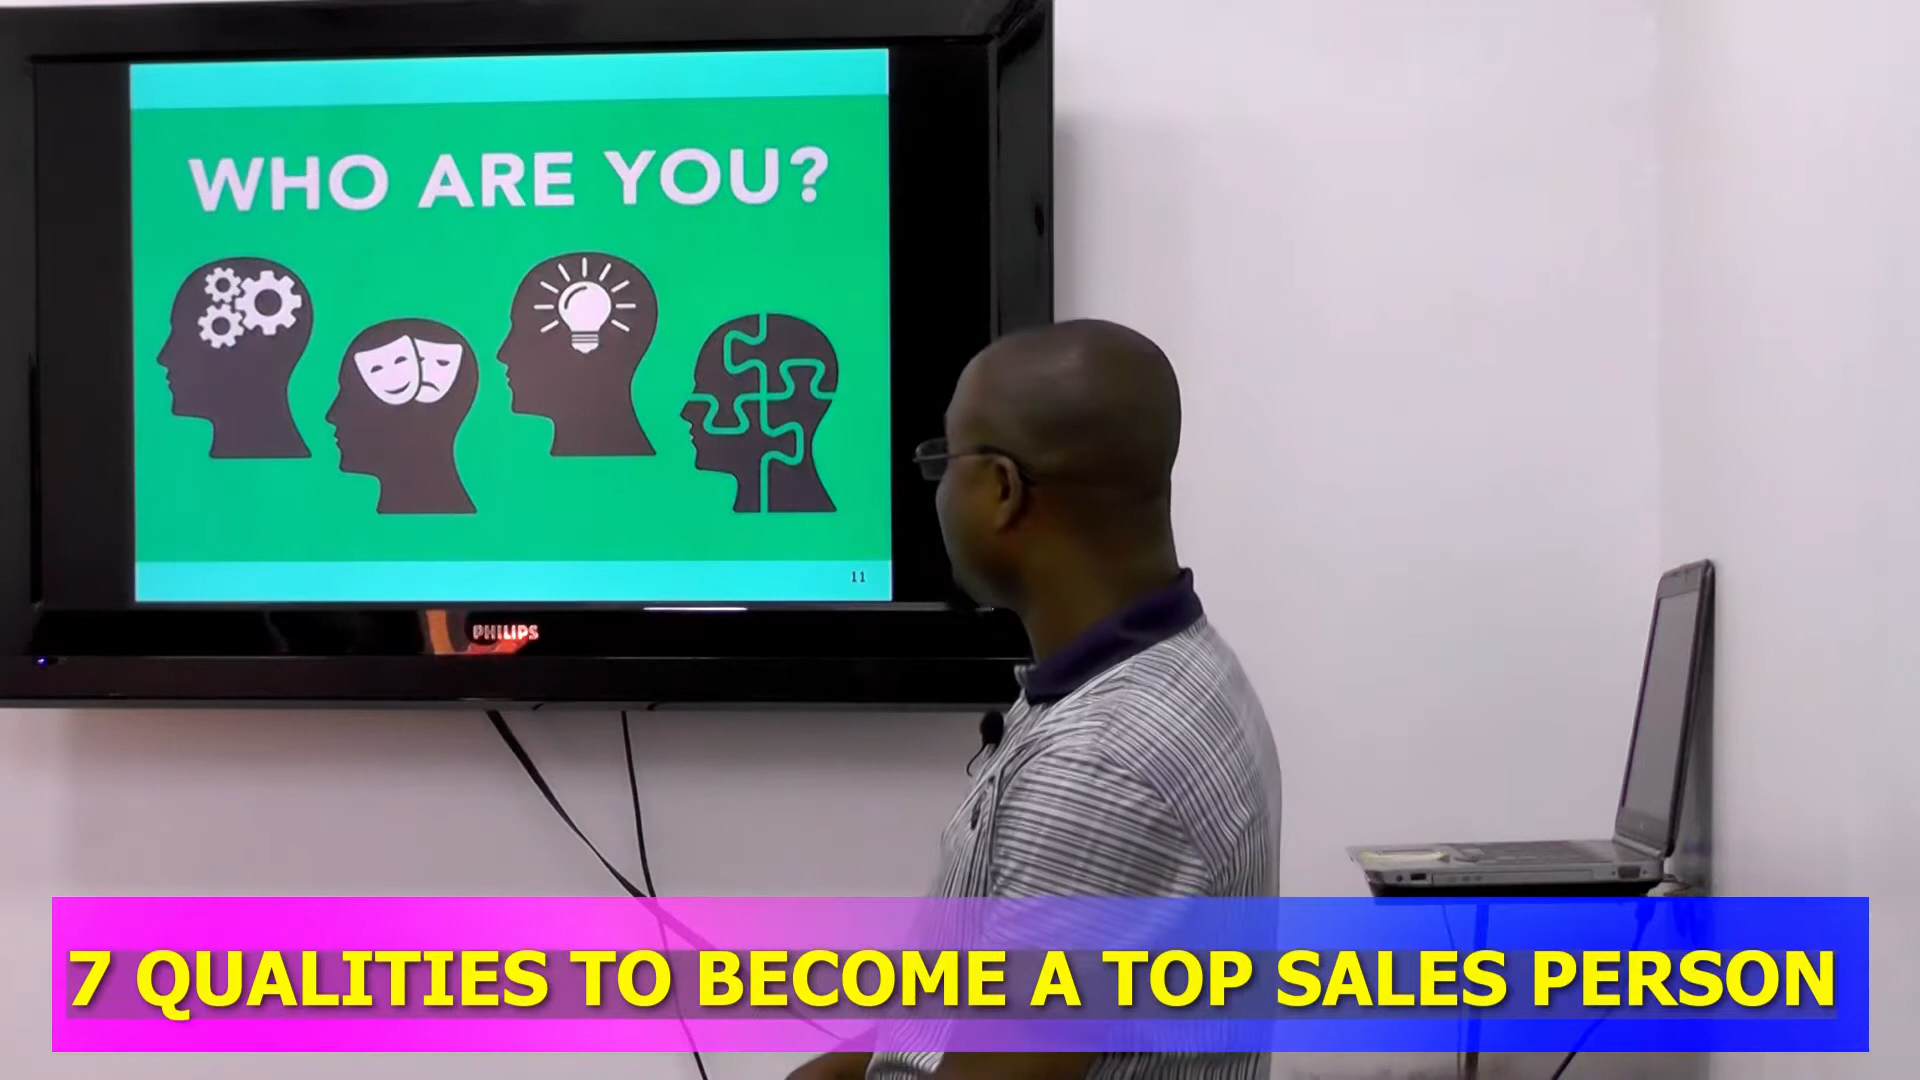 WHO ARE YOU?
11
PHILIPS
7 QUALITIES TO BECOME A TOP SALES PERSON